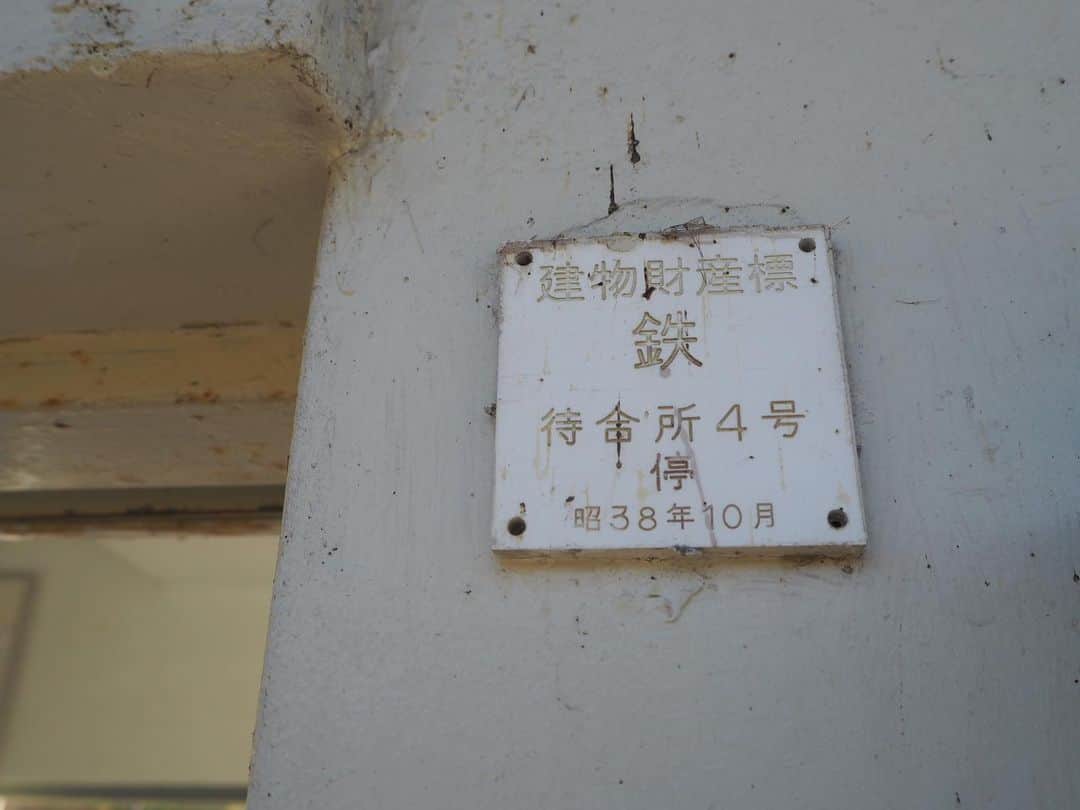 建物財産標
鉄
待合所4号
停
昭38年10月